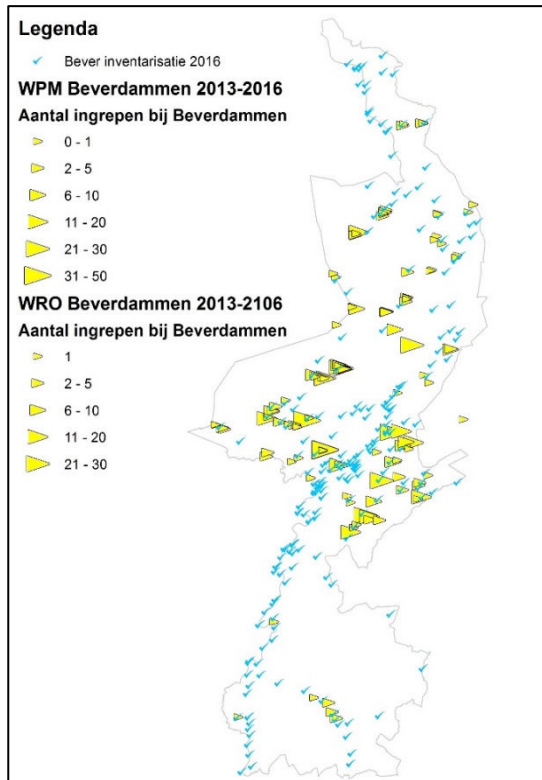 Legenda
Bever inventarisatie 2016
WPM Beverdammen 2013-2016
Aantal ingrepen bij Beverdammen
0 - 1
2 - 5
6 - 10
11 - 20
21 - 30
31 - 50
WRO Beverdammen 2013-2106
Aantal ingrepen bij Beverdammen
1
2 - 5
6 - 10
11 - 20
21 - 30